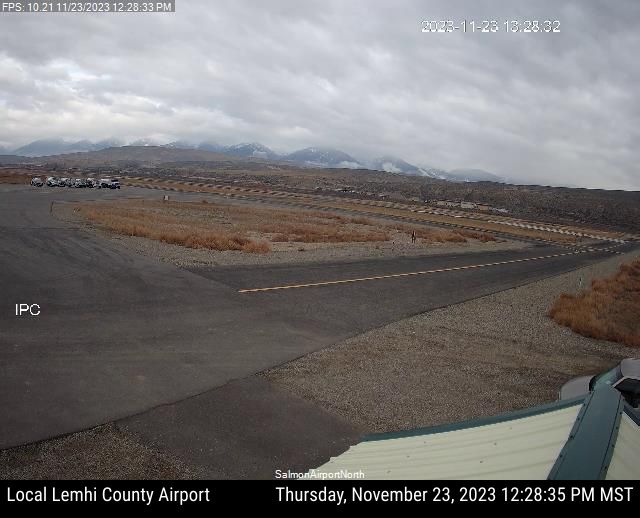 FPS: 10.21 11/23/2023 12:28:33 PM
2023-11-23 13:28:32
IPC
SalmonAirportNorth
Local Lemhi County Airport Thursday, November 23, 2023 12:28:35 PM MST